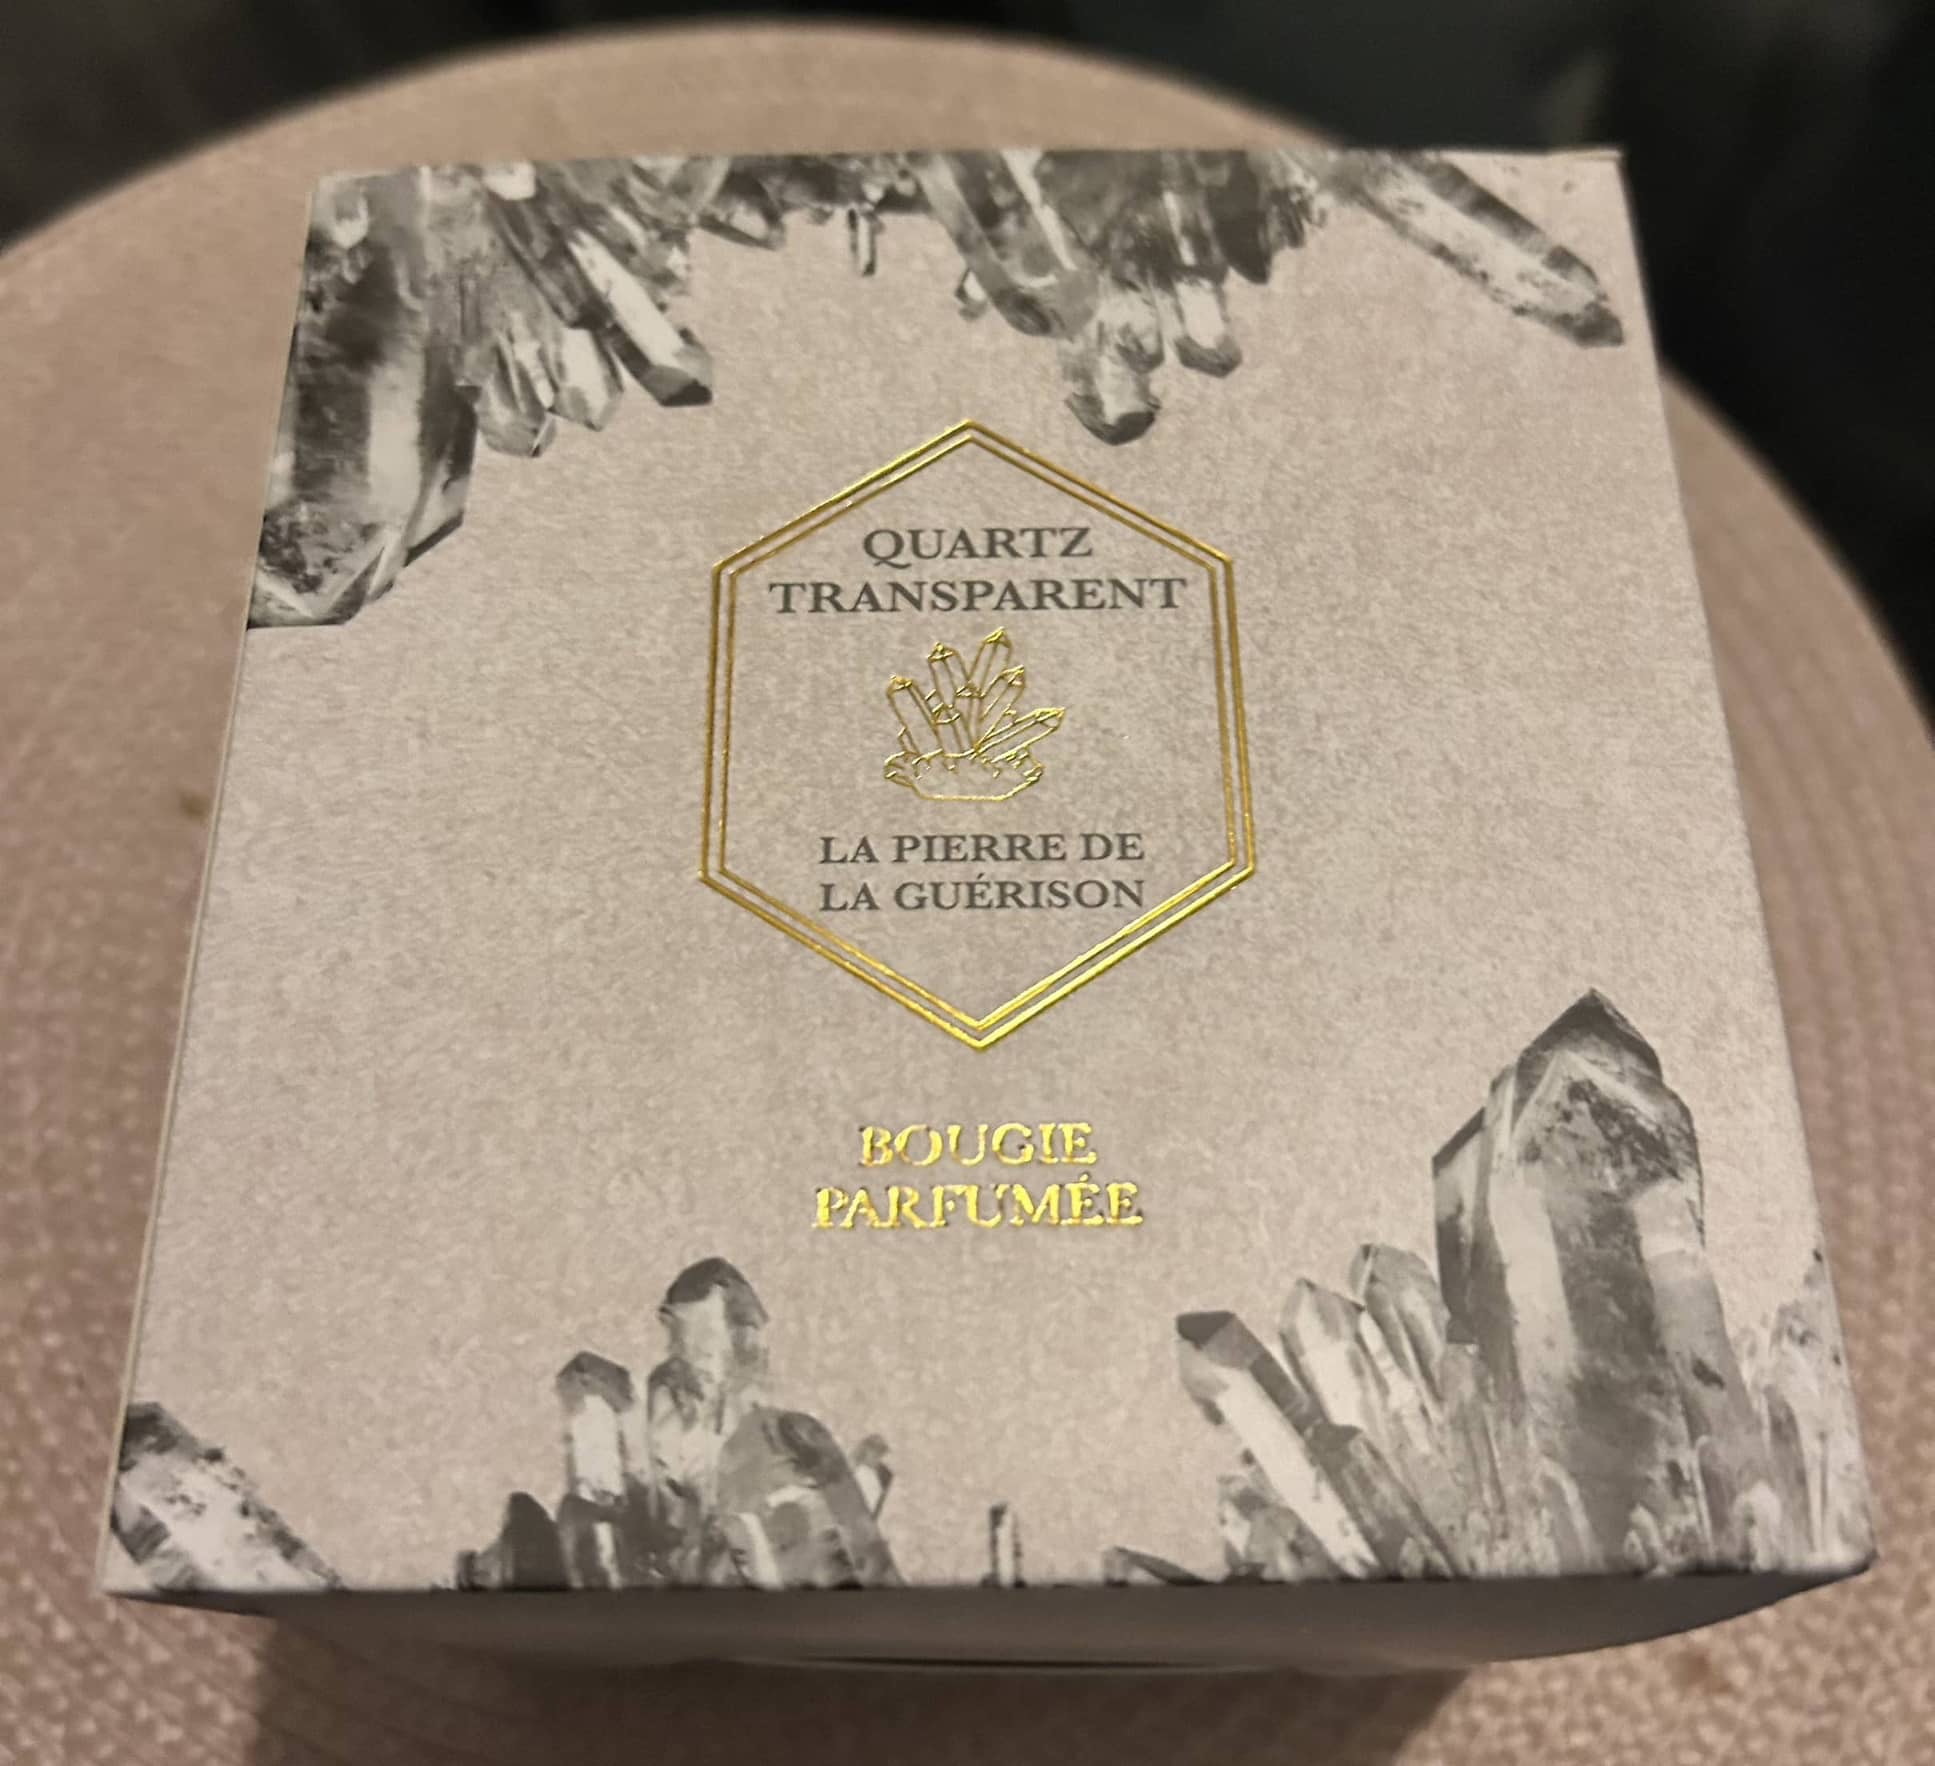 QUARTZ
TRANSPARENT
LA PIERRE DE
LA GUÉRISON
BOUGIE
PARFUMÉE